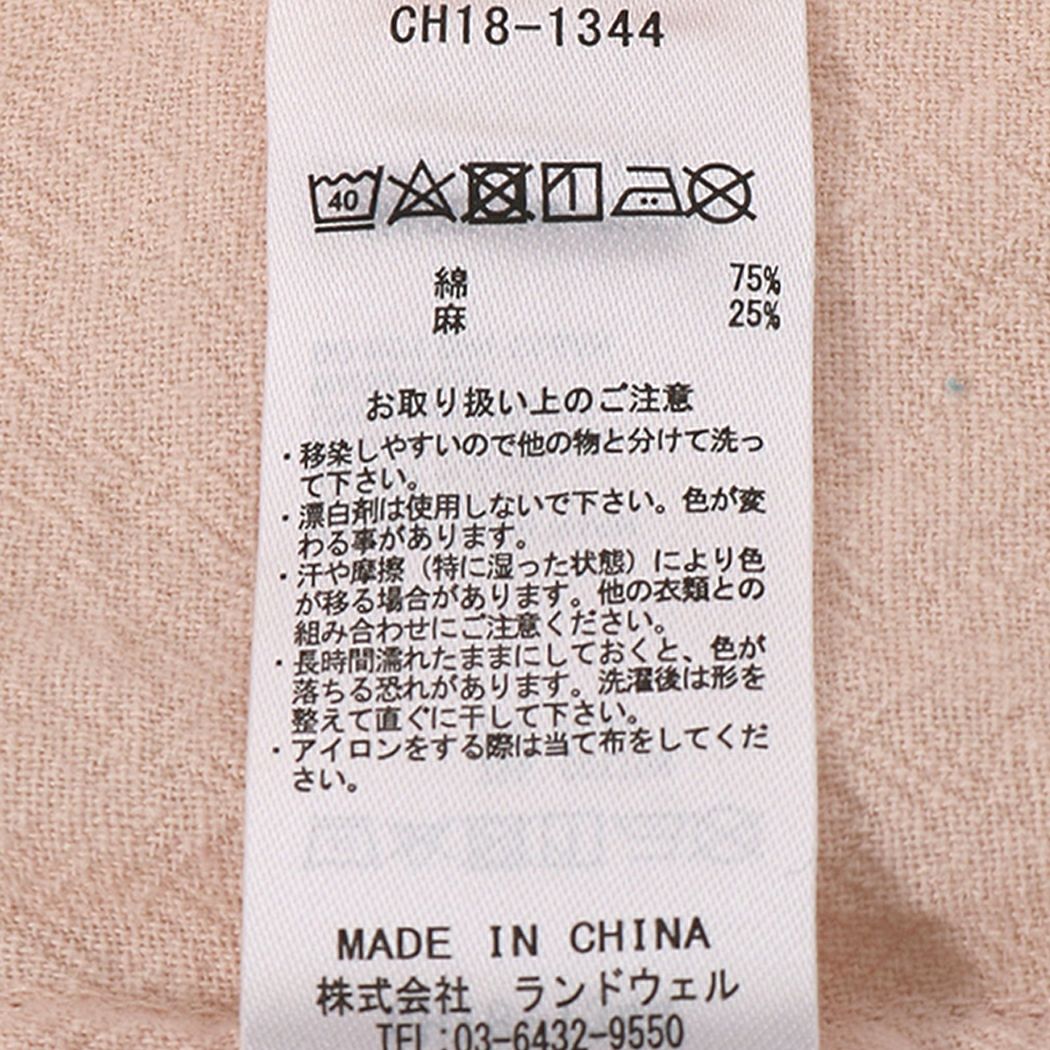 CH18-1344
40
綿 75%
麻 25%
お取り扱い上のご注意
・移染しやすいので他の物と分けて洗っ
て下さい。
・漂白剤は使用しないで下さい。色が変
わる事があります。
・汗や摩擦（特に湿った状態）により色
が移る場合があります。他の衣類との
組み合わせにご注意ください。
・長時間濡れたままにしておくと、色が
落ちる恐れがあります。洗濯後は形を
整えて直ぐに干して下さい。
・アイロンをする際は当て布をしてくだ
さい。
MADE IN CHINA
株式会社 ランドウェル
TEL:03-6432-9550